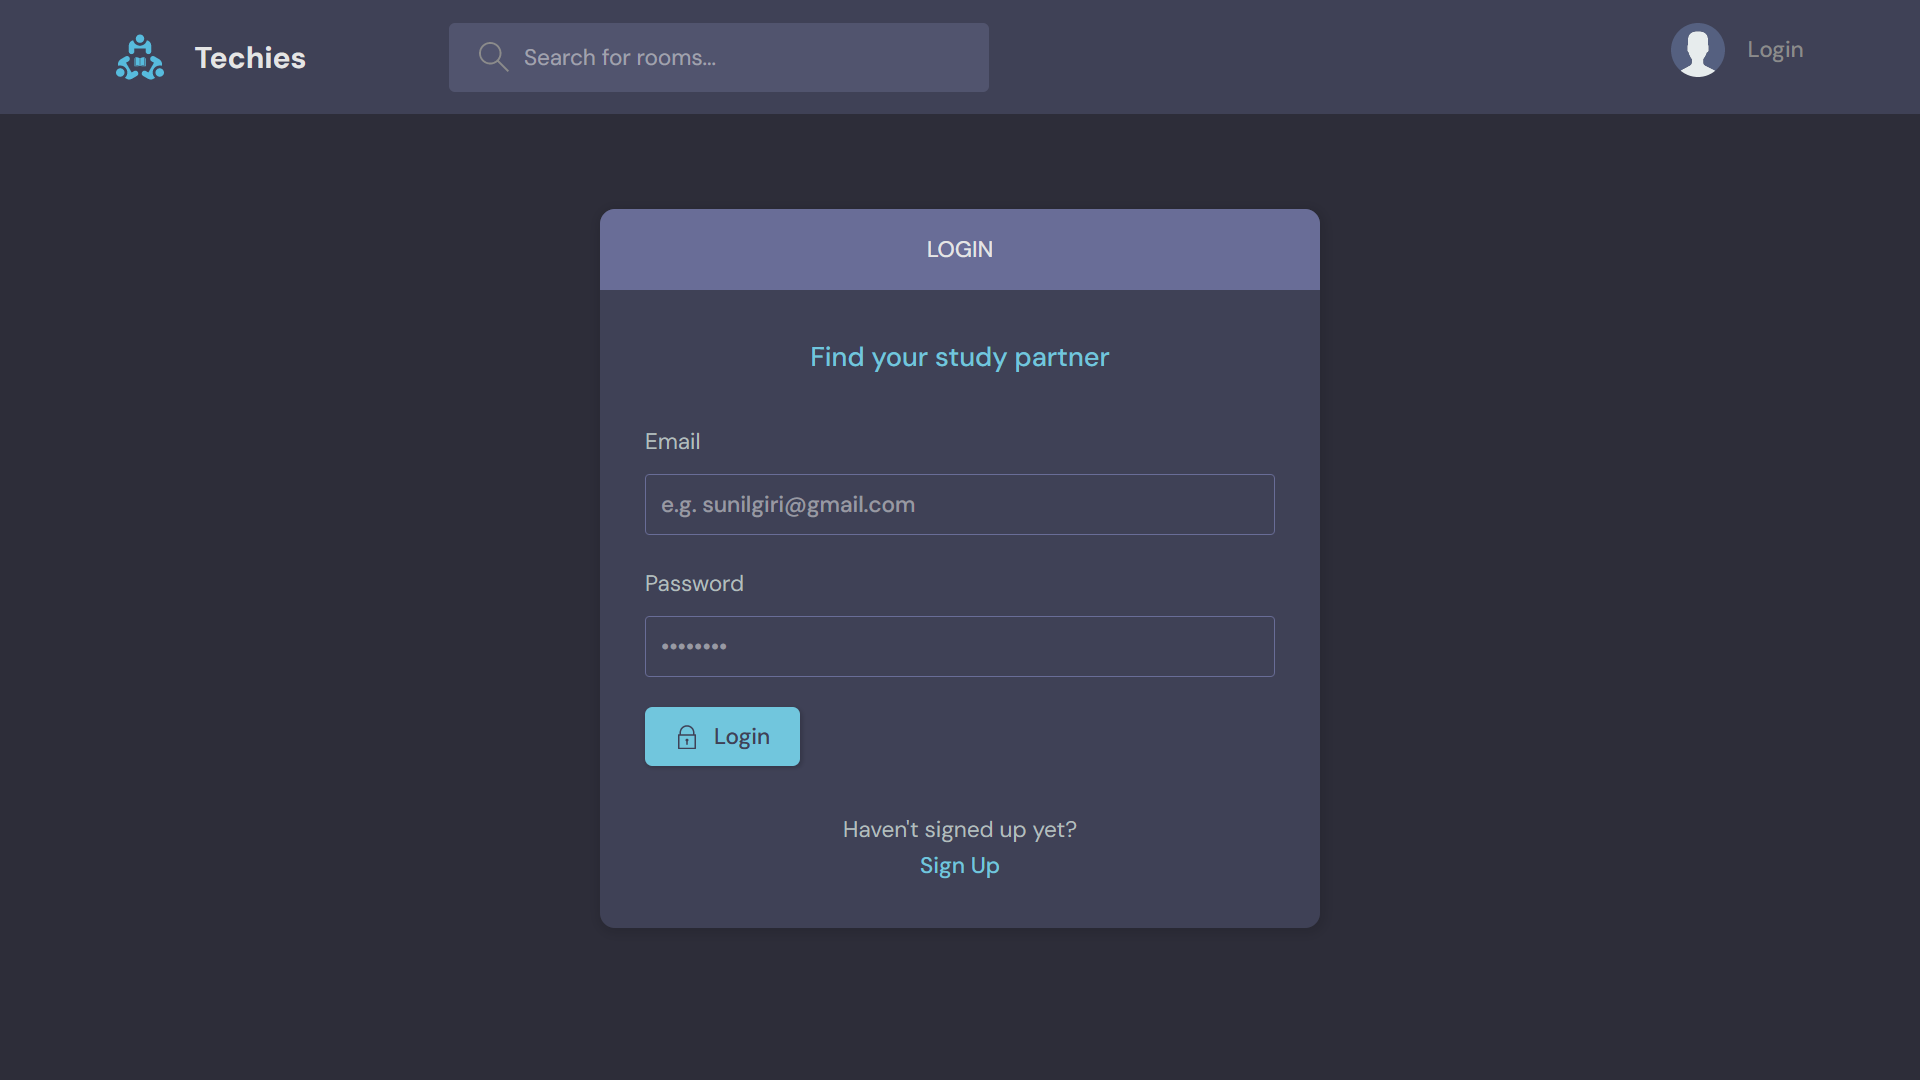 Techies
Search for rooms...
Login
LOGIN
Find your study partner
Email
e.g. sunilgiri@gmail.com
Password
••••••••
Login
Haven't signed up yet?
Sign Up